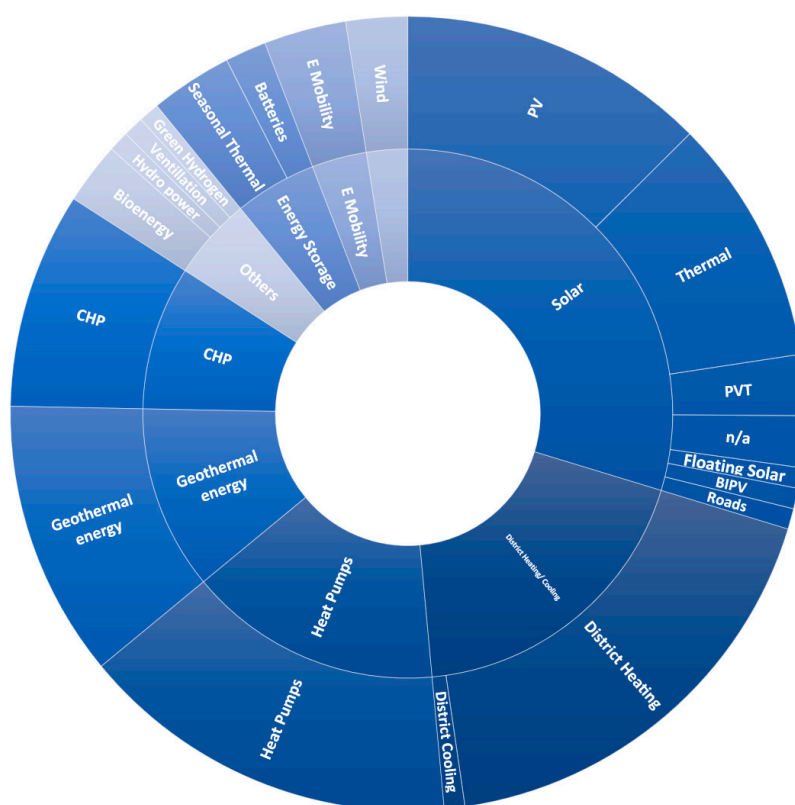 PV
Thermal
PVT
n/a
Floating Solar
BIPV
Roads
District Heating
District Cooling
Heat Pumps
Geothermal
energy
CHP
Bioenergy
Hydro power
Ventillation
Green Hydrogen
Seasonal Thermal
Batteries
E Mobility
Wind
Solar
District Heating/ Cooling
Heat Pumps
Geothermal
energy
CHP
Others
Energy Storage
E Mobility